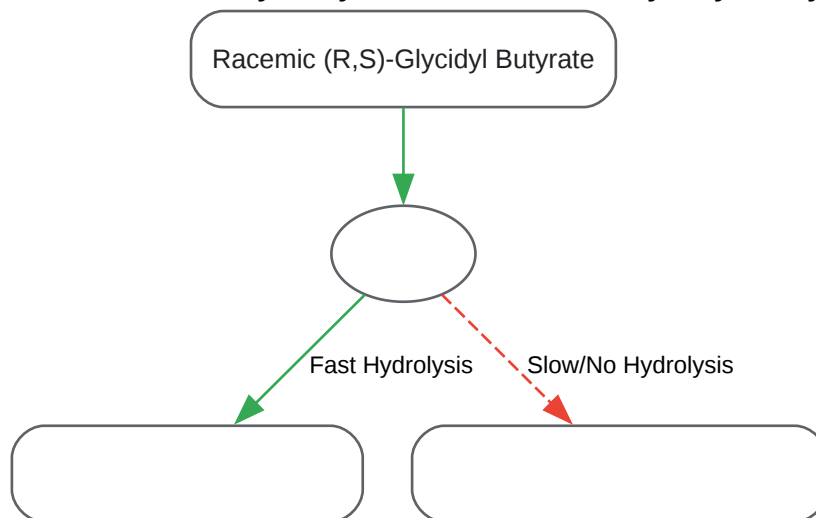 Racemic (R,S)-Glycidyl Butyrate
Fast Hydrolysis
Slow/No Hydrolysis